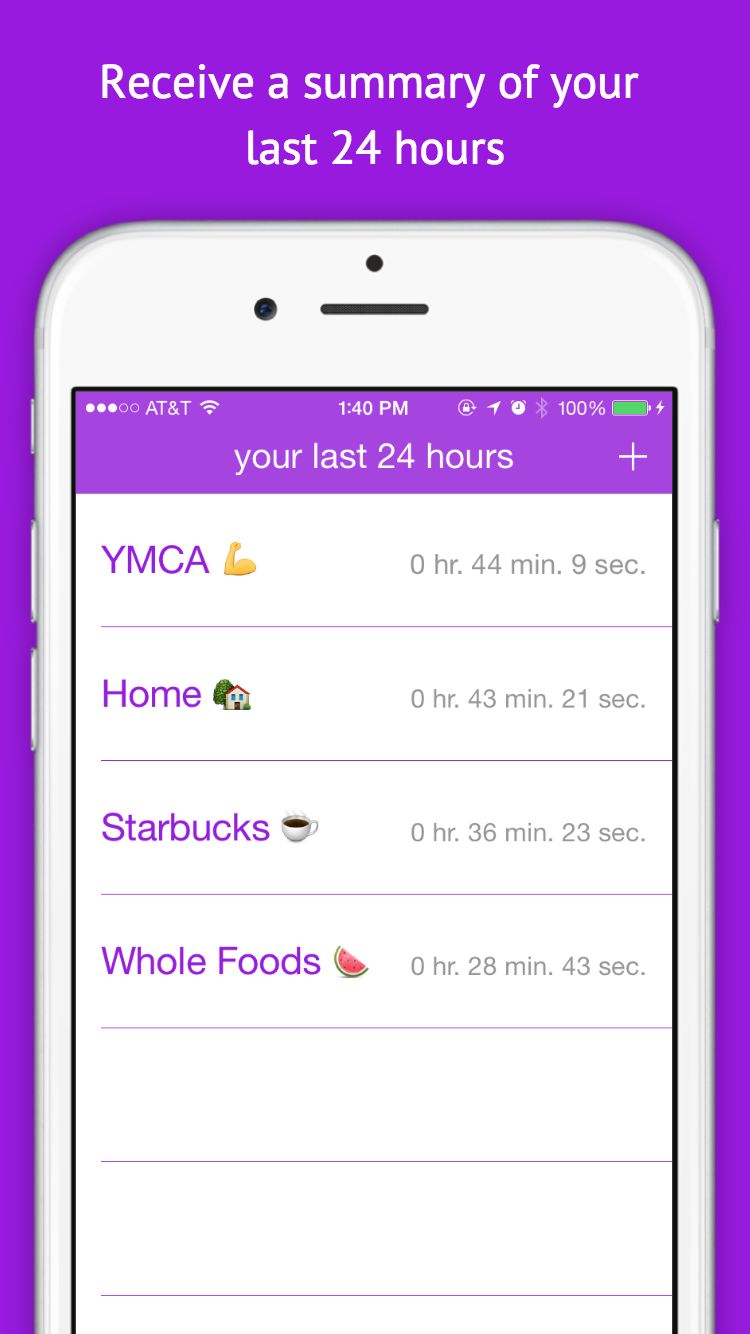 Receive a summary of your
last 24 hours
AT&T 1:40 PM 100%
your last 24 hours +
YMCA 💪 0 hr. 44 min. 9 sec.
Home 🏡 0 hr. 43 min. 21 sec.
Starbucks ☕ 0 hr. 36 min. 23 sec.
Whole Foods 🍉 0 hr. 28 min. 43 sec.